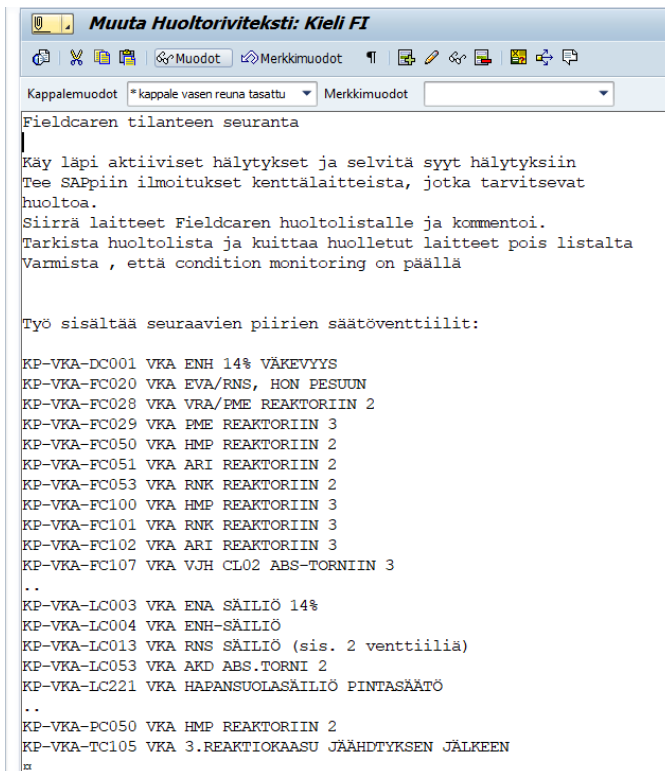 Muuta Huoltoriviteksti: Kieli FI
Muodot Merkkimuodot ¶
Kappalemuodot * kappale vasen reuna tasattu Merkkimuodot
Fieldcaren tilanteen seuranta
Käy läpi aktiiviset hälytykset ja selvitä syyt hälytyksiin
Tee SAPpiin ilmoitukset kenttälaitteista, jotka tarvitsevat
huoltoa.
Siirrä laitteet Fieldcaren huoltolistalle ja kommentoi.
Tarkista huoltolista ja kuittaa huolletut laitteet pois listalta
Varmista , että condition monitoring on päällä
Työ sisältää seuraavien piirien säätöventtiilit:
KP-VKA-DC001 VKA ENH 14% VÄKEVYYS
KP-VKA-FC020 VKA EVA/RNS, HON PESUUN
KP-VKA-FC028 VKA VRA/PME REAKTORIIN 2
KP-VKA-FC029 VKA PME REAKTORIIN 3
KP-VKA-FC050 VKA HMP REAKTORIIN 2
KP-VKA-FC051 VKA ARI REAKTORIIN 2
KP-VKA-FC053 VKA RNK REAKTORIIN 2
KP-VKA-FC100 VKA HMP REAKTORIIN 3
KP-VKA-FC101 VKA RNK REAKTORIIN 3
KP-VKA-FC102 VKA ARI REAKTORIIN 3
KP-VKA-FC107 VKA VJH CL02 ABS-TORNIIN 3
..
KP-VKA-LC003 VKA ENA SÄILIÖ 14%
KP-VKA-LC004 VKA ENH-SÄILIÖ
KP-VKA-LC013 VKA RNS SÄILIÖ (sis. 2 venttiiliä)
KP-VKA-LC053 VKA AKD ABS.TORNI 2
KP-VKA-LC221 VKA HAPANSUOLASÄILIÖ PINTASÄÄTÖ
..
KP-VKA-PC050 VKA HMP REAKTORIIN 2
KP-VKA-TC105 VKA 3.REAKTIOKAASU JÄÄHDTYKSEN JÄLKEEN
¤